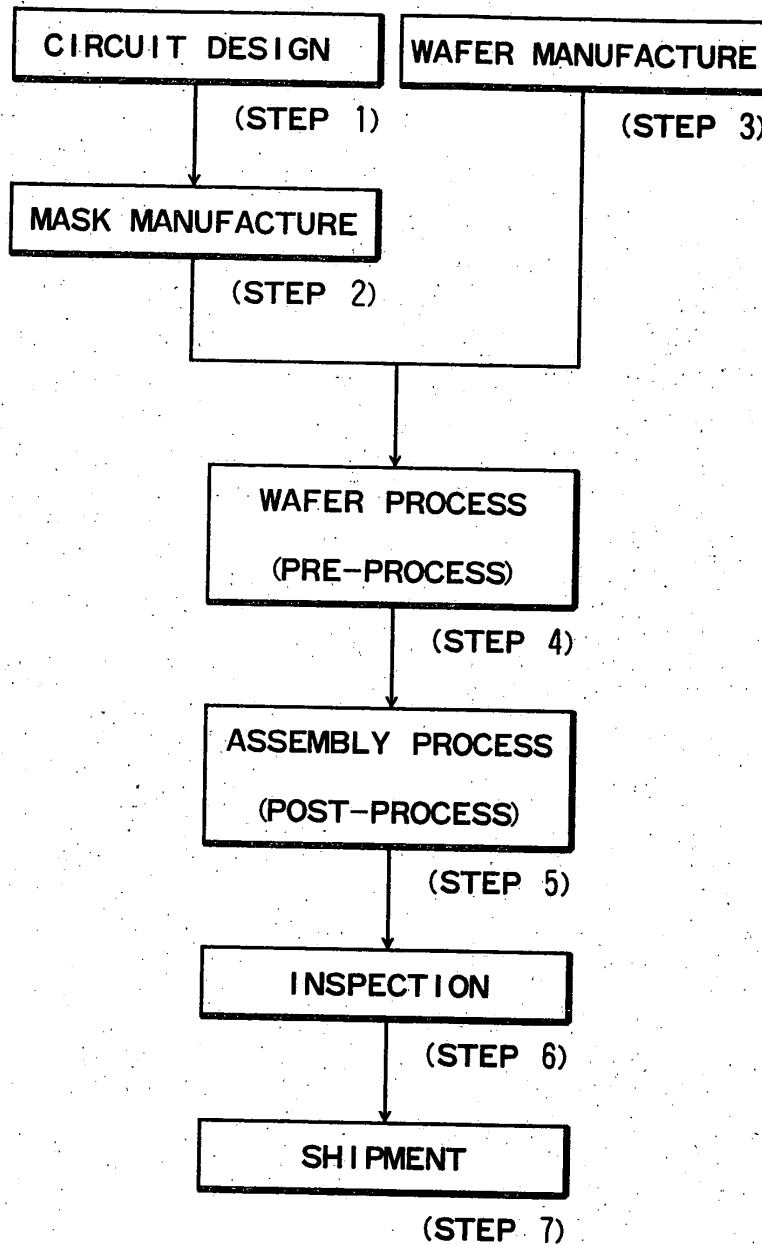 CIRCUIT DESIGN
(STEP 1)
WAFER MANUFACTURE
(STEP 3)
MASK MANUFACTURE
(STEP 2)
WAFER PROCESS
(PRE-PROCESS)
(STEP 4)
ASSEMBLY PROCESS
(POST-PROCESS)
(STEP 5)
INSPECTION
(STEP 6)
SHIPMENT
(STEP 7)